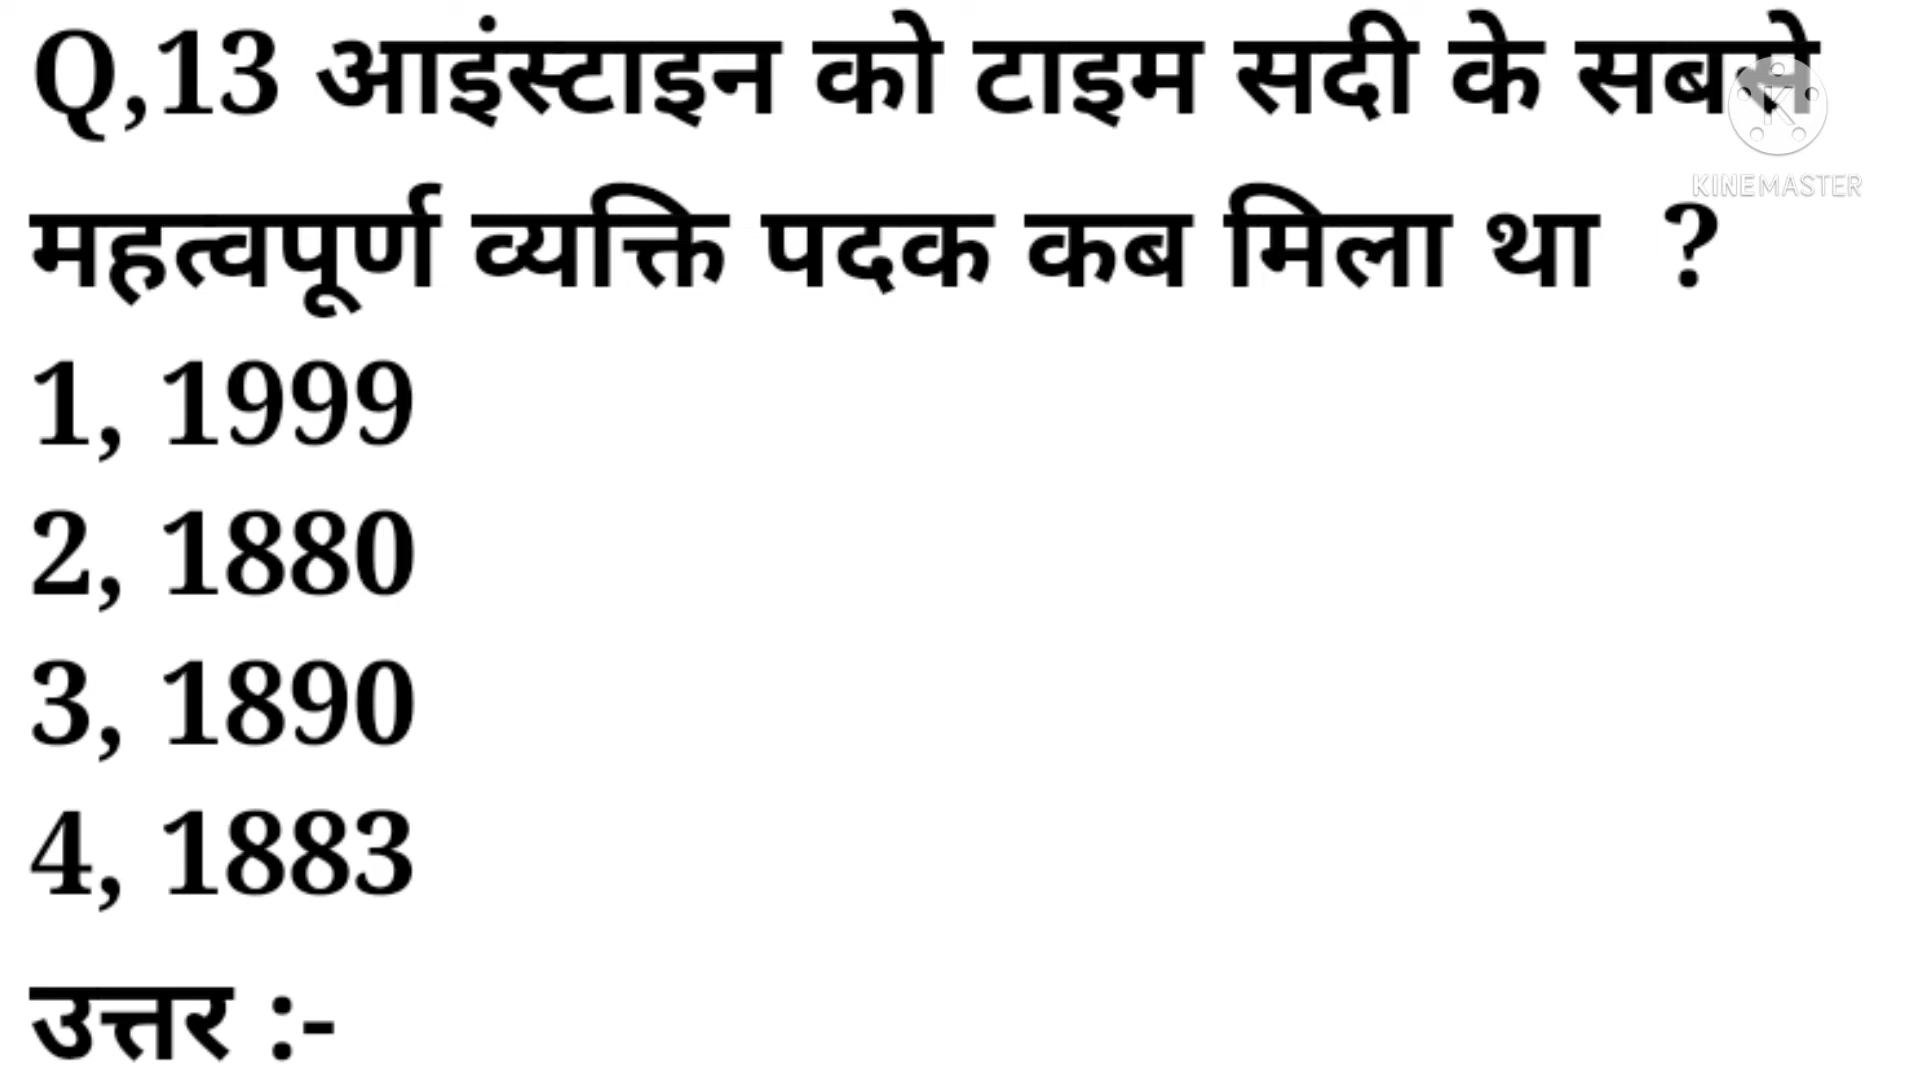 Q,13 आइंस्टाइन को टाइम सदी के सबसे
महत्वपूर्ण व्यक्ति पदक कब मिला था ?
1, 1999
2, 1880
3, 1890
4, 1883
उत्तर :-
K
KINEMASTER